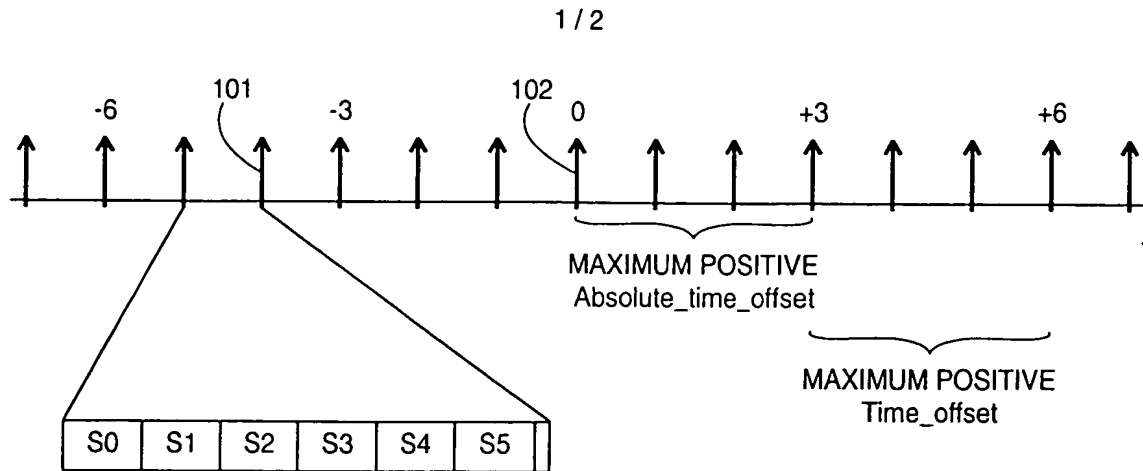 1 / 2
101
102
-6
-3
0
+3
+6
MAXIMUM POSITIVE
Absolute_time_offset
MAXIMUM POSITIVE
Time_offset
S0 S1 S2 S3 S4 S5